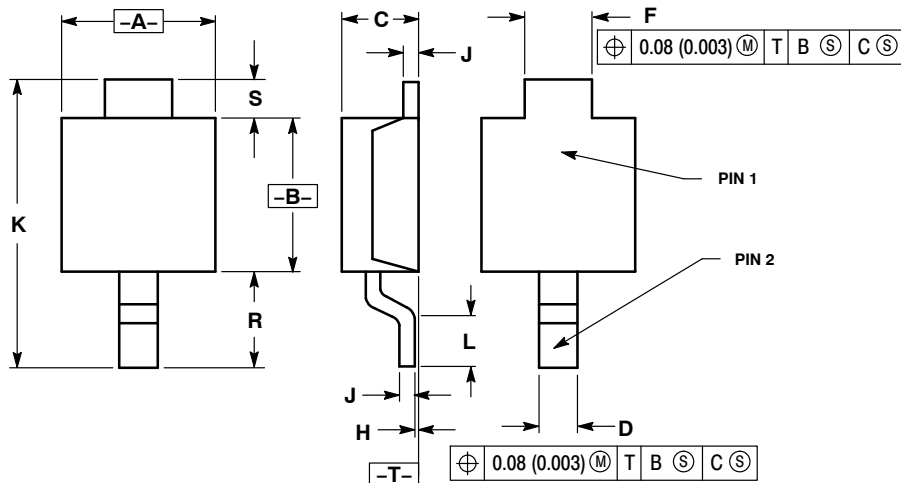 –A–
C
F
J
⌖ 0.08 (0.003) Ⓜ T B Ⓢ C Ⓢ
S
K
–B–
PIN 1
PIN 2
R
L
J
D
H
–T–
⌖ 0.08 (0.003) Ⓜ T B Ⓢ C Ⓢ